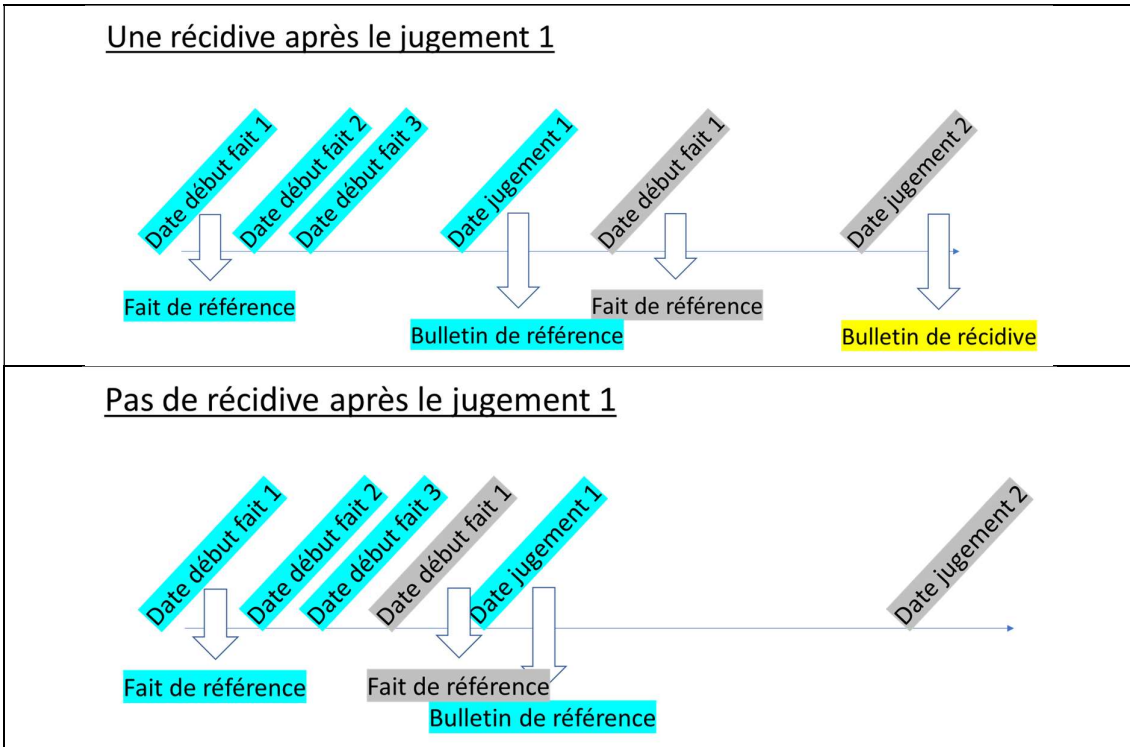 Une récidive après le jugement 1
Date début fait 1
Date début fait 2
Date début fait 3
Date jugement 1
Date début fait 1
Date jugement 2
Fait de référence
Bulletin de référence
Fait de référence
Bulletin de récidive
Pas de récidive après le jugement 1
Date début fait 1
Date début fait 2
Date début fait 3
Date début fait 1
Date jugement 1
Date jugement 2
Fait de référence
Fait de référence
Bulletin de référence